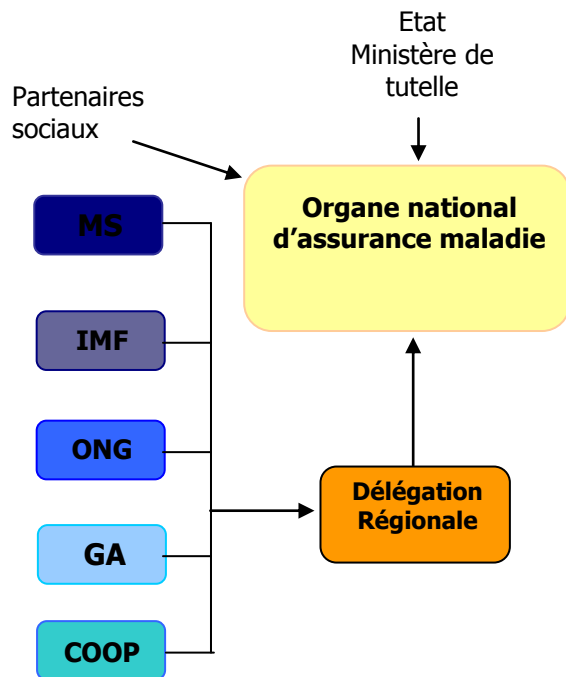 Etat
Ministère de
tutelle
Partenaires
sociaux
Organe national
d’assurance maladie
MS
IMF
ONG
GA
COOP
Délégation
Régionale